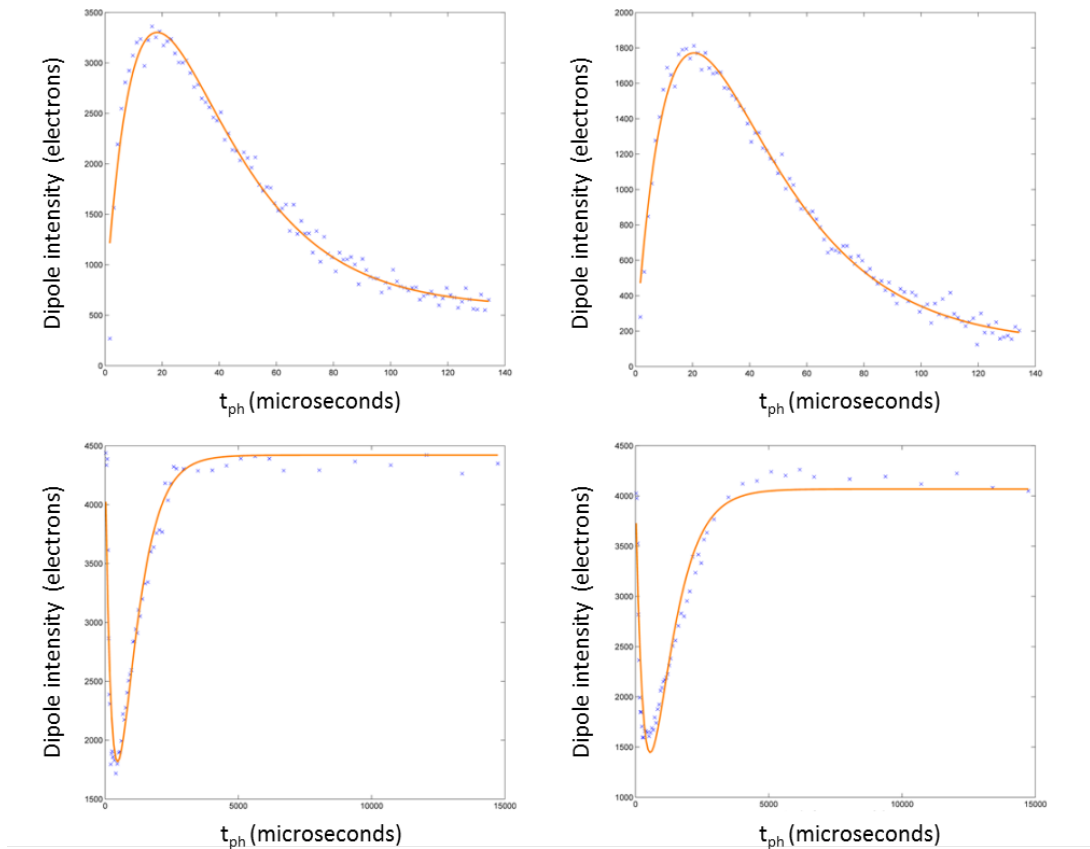 3500
3000
2500
2000
1500
1000
500
0
Dipole intensity (electrons)
0 20 40 60 80 100 120 140
t_ph (microseconds)
2000
1800
1600
1400
1200
1000
800
600
400
200
0
Dipole intensity (electrons)
0 20 40 60 80 100 120 140
t_ph (microseconds)
4500
4000
3500
3000
2500
2000
1500
Dipole intensity (electrons)
0 5000 10000 15000
t_ph (microseconds)
4500
4000
3500
3000
2500
2000
1500
1000
Dipole intensity (electrons)
0 5000 10000 15000
t_ph (microseconds)